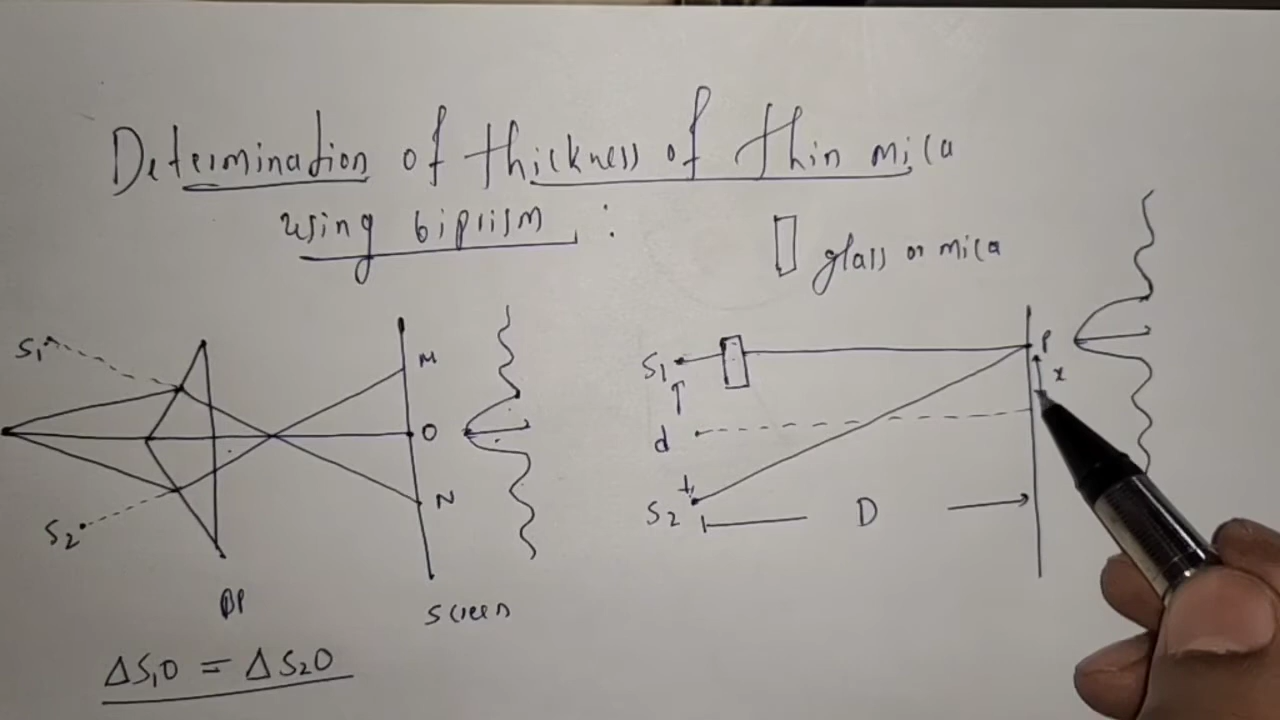 Determination of thickness of thin mica
using biprism :
glass or mica
S1
M
O
N
S2
BP
screen
ΔS1O = ΔS2O
S1
P
x
d
S2
D